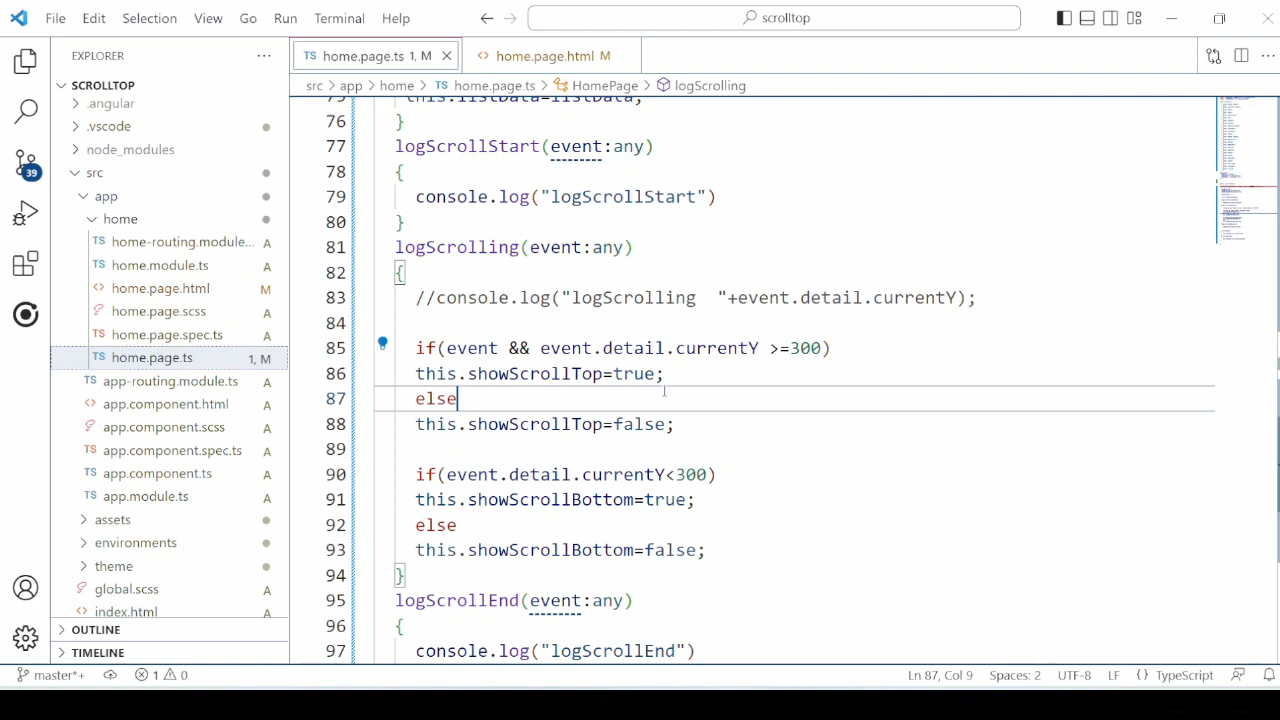 File Edit Selection View Go Run Terminal Help
scrolltop
EXPLORER
home.page.ts 1, M
home.page.html M
src > app > home > home.page.ts > HomePage > logScrolling
SCROLLTOP
.angular
.vscode
node_modules
src
app
home
home-routing.module... A
home.module.ts A
home.page.html M
home.page.scss A
home.page.spec.ts A
home.page.ts 1, M
app-routing.module.ts A
app.component.html A
app.component.scss A
app.component.spec.ts A
app.component.ts A
app.module.ts A
assets
environments
theme
global.scss A
index.html A
OUTLINE
TIMELINE
39
75 this.listData=listData;
76 }
77 logScrollStart(event:any)
78 {
79 console.log("logScrollStart")
80 }
81 logScrolling(event:any)
82 {
83 //console.log("logScrolling "+event.detail.currentY);
84
85 if(event && event.detail.currentY >=300)
86 this.showScrollTop=true;
87 else
88 this.showScrollTop=false;
89
90 if(event.detail.currentY<300)
91 this.showScrollBottom=true;
92 else
93 this.showScrollBottom=false;
94 }
95 logScrollEnd(event:any)
96 {
97 console.log("logScrollEnd")
master*+ 1 0 Ln 87, Col 9 Spaces: 2 UTF-8 LF {} TypeScript